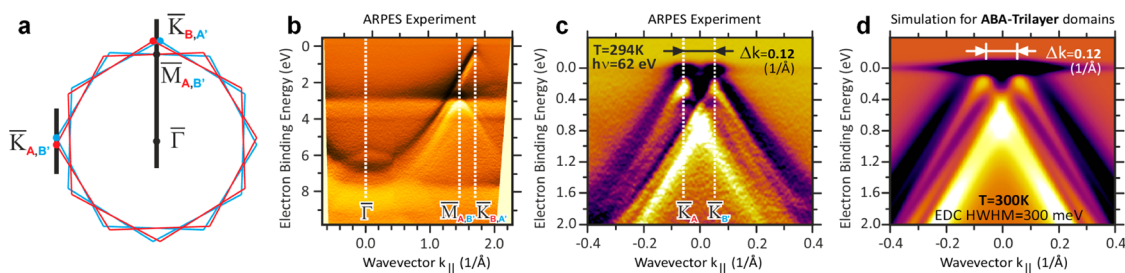 a
K̅B,A'
M̅A,B'
K̅A,B'
Γ̅
b
ARPES Experiment
Electron Binding Energy (eV)
0
2
4
6
8
Γ̅
M̅A,B'
K̅B,A'
0.0
1.0
2.0
Wavevector k|| (1/Å)
c
ARPES Experiment
T=294K
hν=62 eV
Δk=0.12
(1/Å)
Electron Binding Energy (eV)
0.0
0.4
0.8
1.2
1.6
2.0
K̅A
K̅B'
-0.4
-0.2
0.0
0.2
0.4
Wavevector k|| (1/Å)
d
Simulation for ABA-Trilayer domains
Δk=0.12
(1/Å)
Electron Binding Energy (eV)
0.0
0.4
0.8
1.2
1.6
2.0
T=300K
EDC HWHM=300 meV
-0.4
-0.2
0.0
0.2
0.4
Wavevector k|| (1/Å)